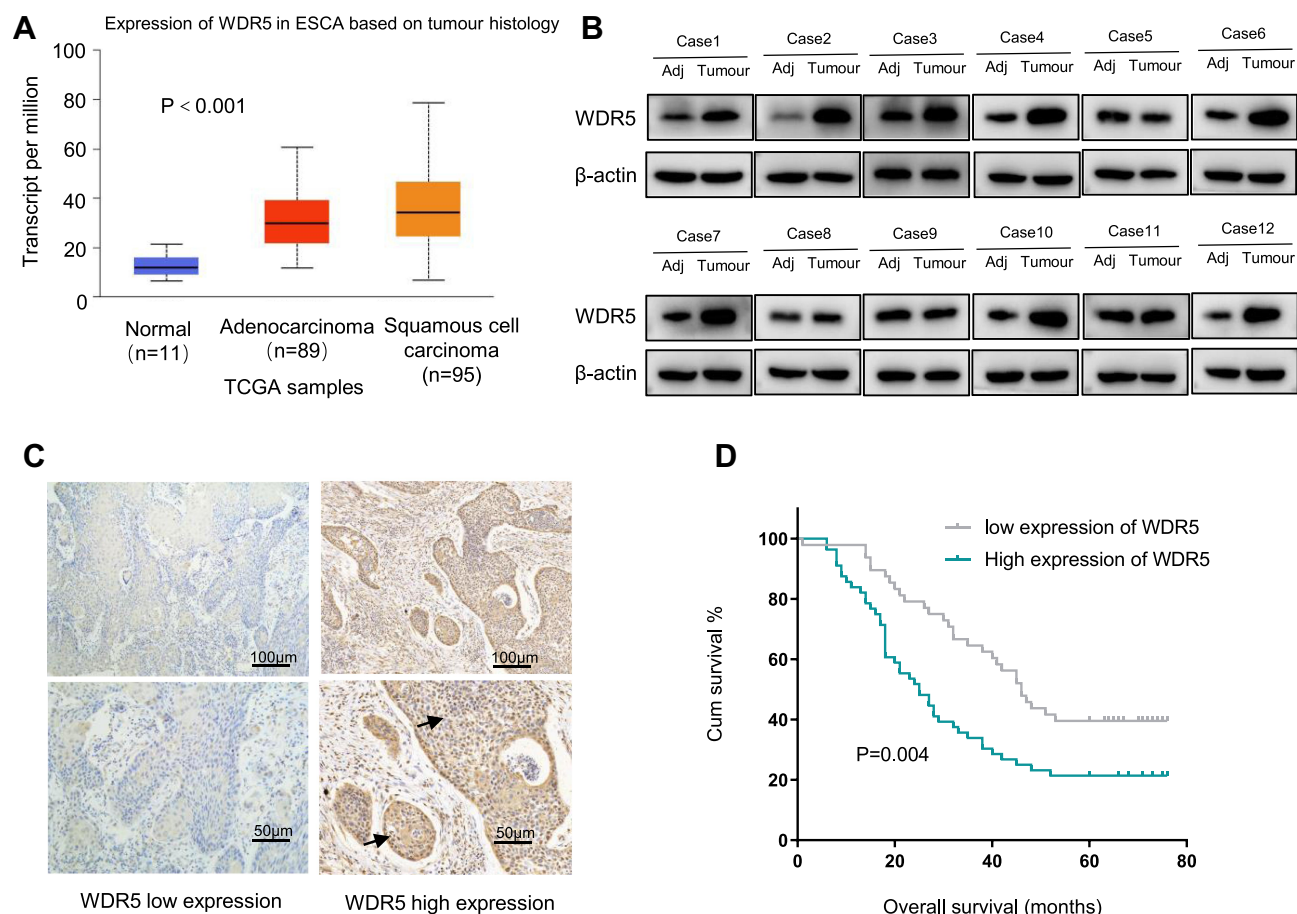 A
Expression of WDR5 in ESCA based on tumour histology
Transcript per million
100
80
60
40
20
0
P < 0.001
Normal
（n=11）
Adenocarcinoma
（n=89）
Squamous cell
carcinoma
(n=95)
TCGA samples
B
Case1 Case2 Case3 Case4 Case5 Case6
Adj Tumour Adj Tumour Adj Tumour Adj Tumour Adj Tumour Adj Tumour
WDR5
β-actin
Case7 Case8 Case9 Case10 Case11 Case12
Adj Tumour Adj Tumour Adj Tumour Adj Tumour Adj Tumour Adj Tumour
WDR5
β-actin
C
100μm
100μm
50μm
50μm
WDR5 low expression
WDR5 high expression
D
low expression of WDR5
High expression of WDR5
Cum survival %
100
80
60
40
20
0
P=0.004
0 20 40 60 80
Overall survival (months)